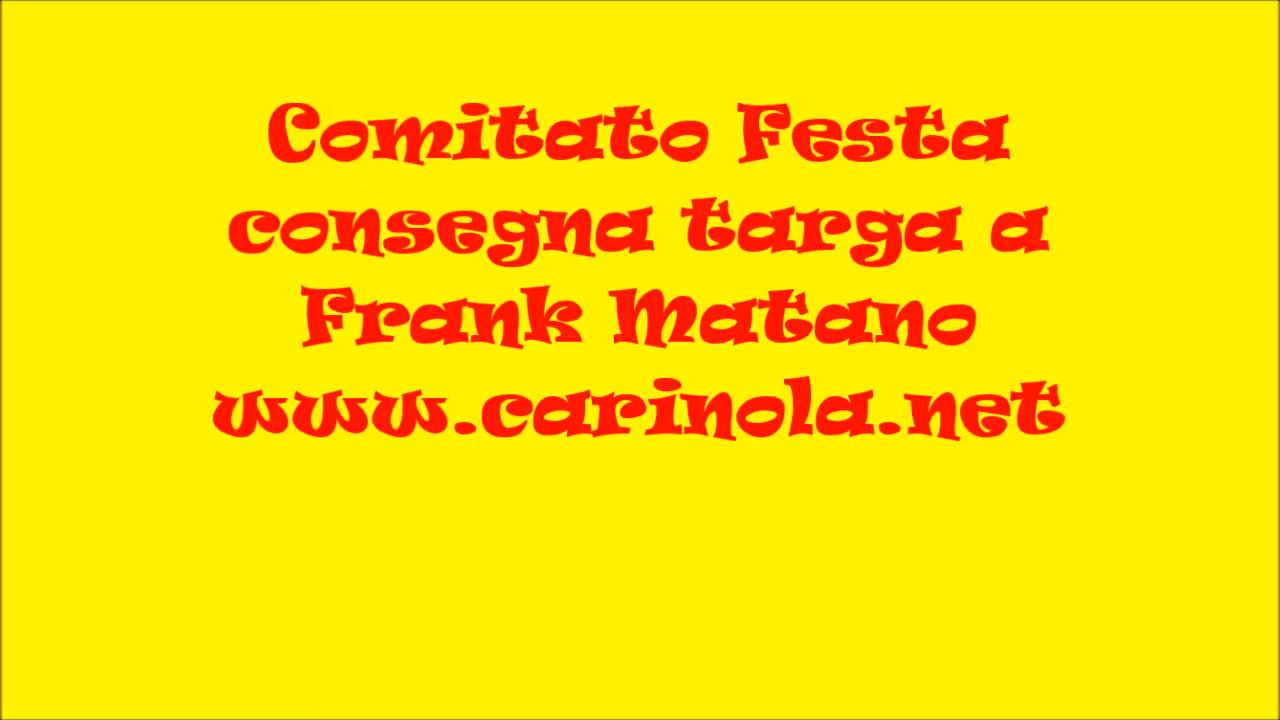 Comitato Festa
consegna targa a
Frank Matano
www.carinola.net